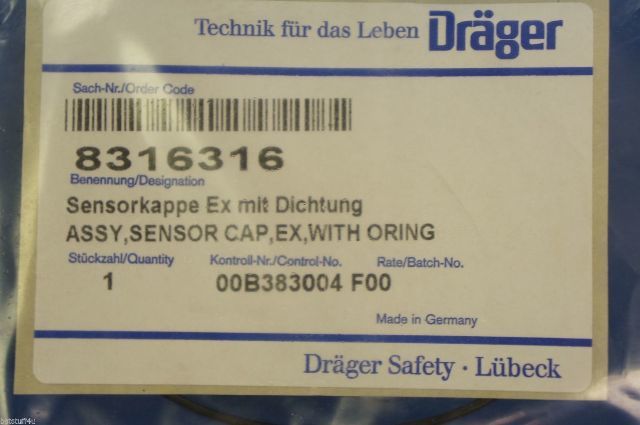 Technik für das Leben Dräger
Sach-Nr./Order Code
8316316
Benennung/Designation
Sensorkappe Ex mit Dichtung
ASSY,SENSOR CAP,EX,WITH ORING
Stückzahl/Quantity Kontroll-Nr./Control-No. Rate/Batch-No.
1 00B383004 F00
Made in Germany
Dräger Safety · Lübeck
botstuff4u